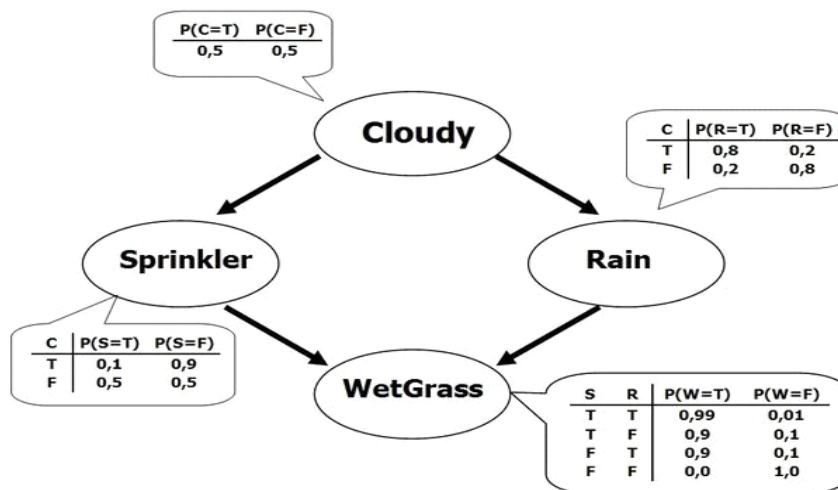 P(C=T) P(C=F)
0,5 0,5
Cloudy
C P(R=T) P(R=F)
T 0,8 0,2
F 0,2 0,8
Sprinkler
Rain
C P(S=T) P(S=F)
T 0,1 0,9
F 0,5 0,5
WetGrass
S R P(W=T) P(W=F)
T T 0,99 0,01
T F 0,9 0,1
F T 0,9 0,1
F F 0,0 1,0